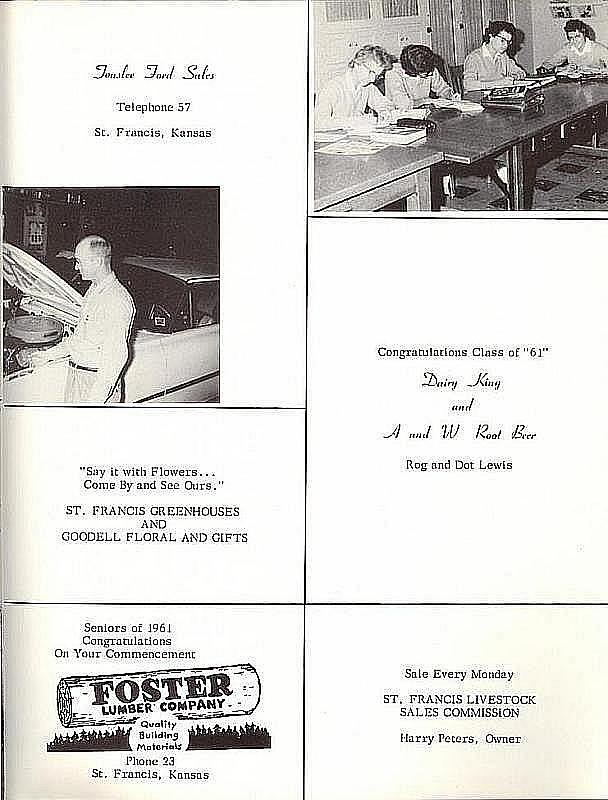 Tonslee Ford Sales
Telephone 57
St. Francis, Kansas
Congratulations Class of "61"
Dairy King
and
A and W Root Beer
Rog and Dot Lewis
"Say it with Flowers...
Come By and See Ours."
ST. FRANCIS GREENHOUSES
AND
GOODELL FLORAL AND GIFTS
Seniors of 1961
Congratulations
On Your Commencement
FOSTER
LUMBER COMPANY
Quality
Building
Materials
Phone 23
St. Francis, Kansas
Sale Every Monday
ST. FRANCIS LIVESTOCK
SALES COMMISSION
Harry Peters, Owner